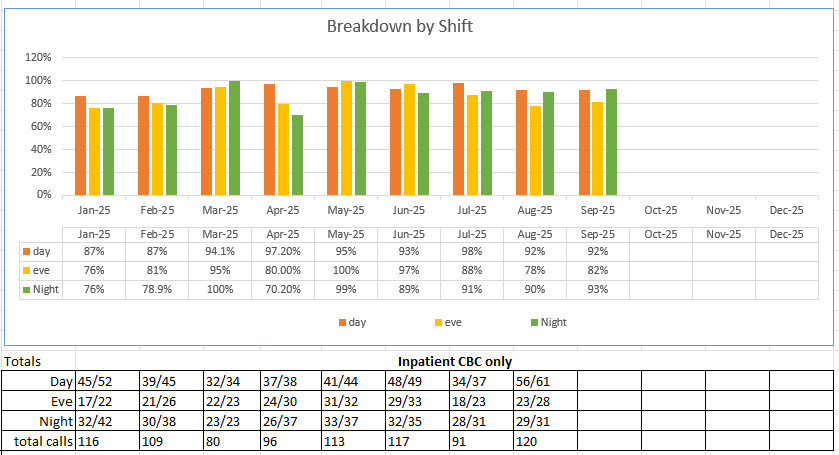 Breakdown by Shift
120%
100%
80%
60%
40%
20%
0%
Jan-25 Feb-25 Mar-25 Apr-25 May-25 Jun-25 Jul-25 Aug-25 Sep-25 Oct-25 Nov-25 Dec-25
Jan-25 Feb-25 Mar-25 Apr-25 May-25 Jun-25 Jul-25 Aug-25 Sep-25 Oct-25 Nov-25 Dec-25
day 87% 87% 94.1% 97.20% 95% 93% 98% 92% 92%
eve 76% 81% 95% 80.00% 100% 97% 88% 78% 82%
Night 76% 78.9% 100% 70.20% 99% 89% 91% 90% 93%
day eve Night
Totals Inpatient CBC only
Day 45/52 39/45 32/34 37/38 41/44 48/49 34/37 56/61
Eve 17/22 21/26 22/23 24/30 31/32 29/33 18/23 23/28
Night 32/42 30/38 23/23 26/37 33/37 32/35 28/31 29/31
total calls 116 109 80 96 113 117 91 120